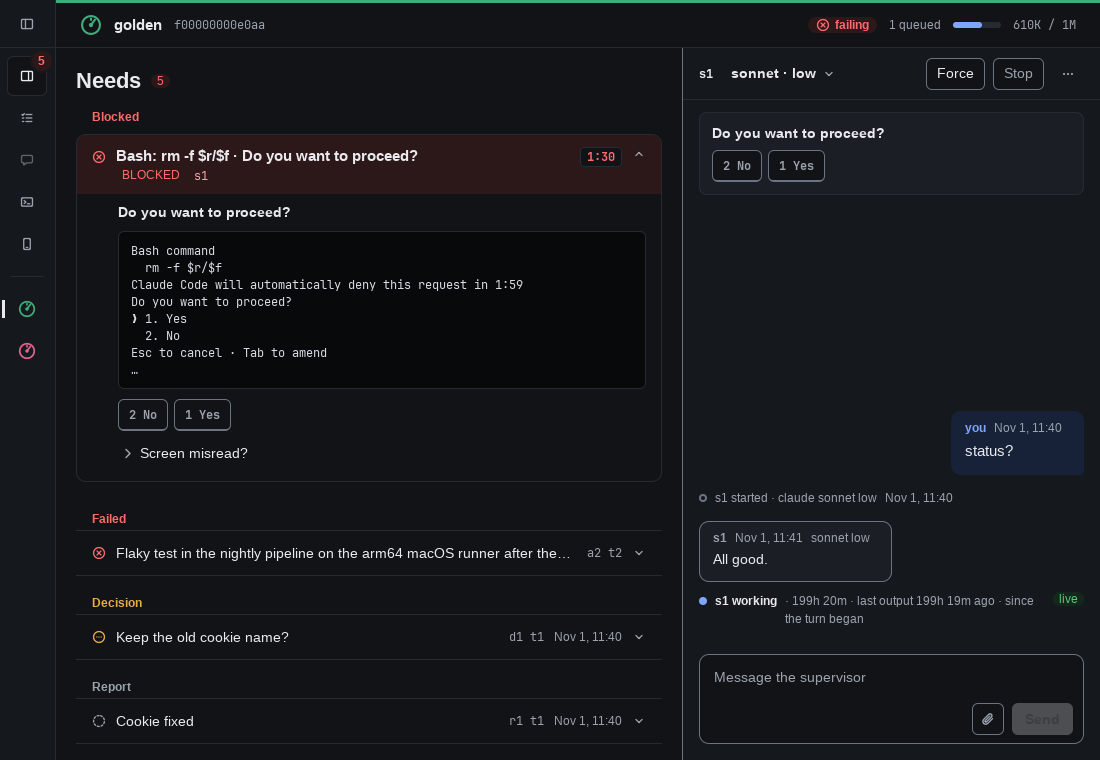 golden f00000000e0aa failing 1 queued 610K / 1M
5
Needs 5
Blocked
Bash: rm -f $r/$f · Do you want to proceed? 1:30
BLOCKED s1
Do you want to proceed?
Bash command
rm -f $r/$f
Claude Code will automatically deny this request in 1:59
Do you want to proceed?
❯ 1. Yes
2. No
Esc to cancel · Tab to amend
…
2 No 1 Yes
Screen misread?
Failed
Flaky test in the nightly pipeline on the arm64 macOS runner after the… a2 t2
Decision
Keep the old cookie name? d1 t1 Nov 1, 11:40
Report
Cookie fixed r1 t1 Nov 1, 11:40
s1 sonnet · low Force Stop ···
Do you want to proceed?
2 No 1 Yes
you Nov 1, 11:40
status?
s1 started · claude sonnet low Nov 1, 11:40
s1 Nov 1, 11:41 sonnet low
All good.
s1 working · 199h 20m · last output 199h 19m ago · since live
the turn began
Message the supervisor
Send